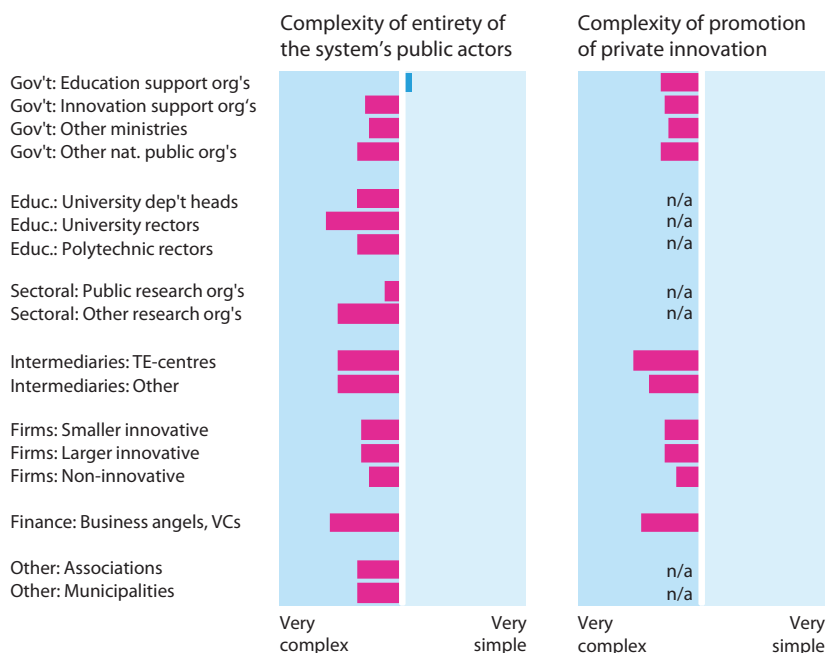 Complexity of entirety of
the system's public actors
Complexity of promotion
of private innovation
Gov't: Education support org's
Gov't: Innovation support org‘s
Gov't: Other ministries
Gov't: Other nat. public org's
Educ.: University dep't heads
n/a
Educ.: University rectors
n/a
Educ.: Polytechnic rectors
n/a
Sectoral: Public research org's
n/a
Sectoral: Other research org's
n/a
Intermediaries: TE-centres
Intermediaries: Other
Firms: Smaller innovative
Firms: Larger innovative
Firms: Non-innovative
Finance: Business angels, VCs
Other: Associations
n/a
Other: Municipalities
n/a
Very
complex
Very
simple
Very
complex
Very
simple